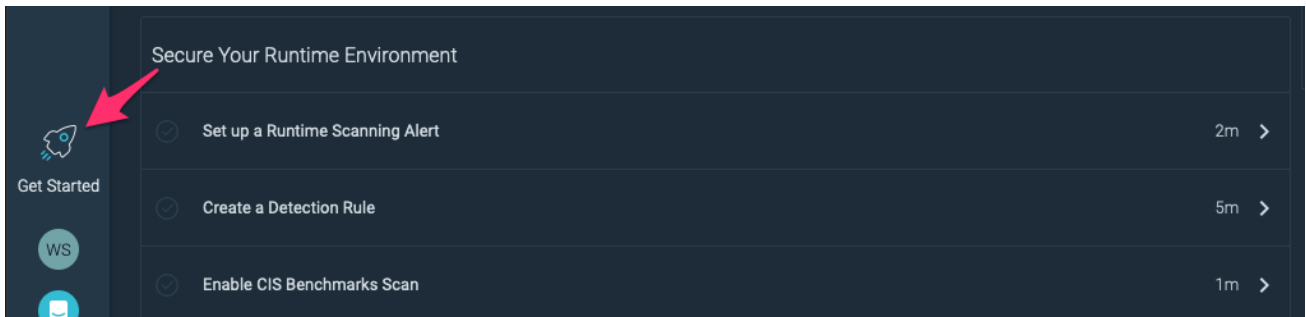 Secure Your Runtime Environment
Set up a Runtime Scanning Alert 2m
Get Started
Create a Detection Rule 5m
WS
Enable CIS Benchmarks Scan 1m